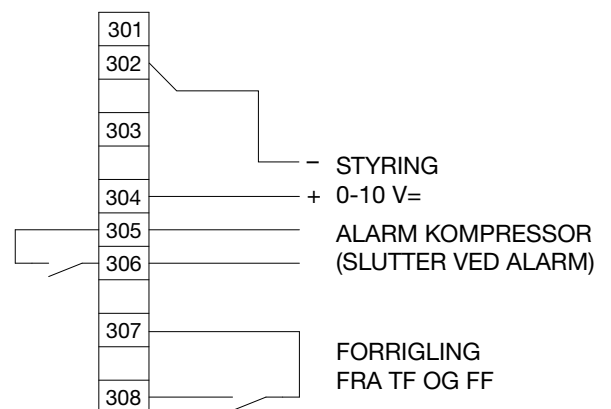 301
302
303
– STYRING
304 + 0-10 V=
305 ALARM KOMPRESSOR
306 (SLUTTER VED ALARM)
307
FORRIGLING
FRA TF OG FF
308